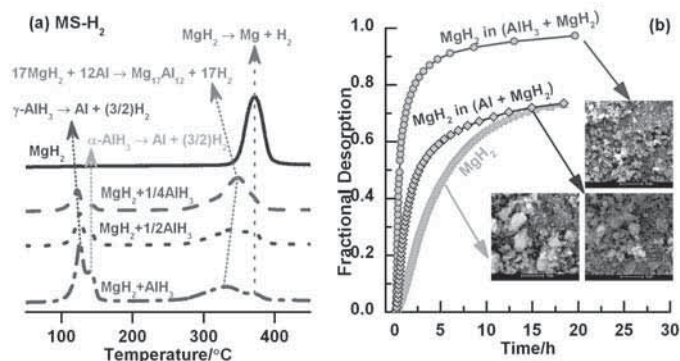 (a) MS-H₂
MgH₂ → Mg + H₂
17MgH₂ + 12Al → Mg₁₇Al₁₂ + 17H₂
γ-AlH₃ → Al + (3/2)H₂
α-AlH₃ → Al + (3/2)H₂
MgH₂
MgH₂+1/4AlH₃
MgH₂+1/2AlH₃
MgH₂+AlH₃
100 200 300 400
Temperature/°C
(b)
Fractional Desorption
1.0
0.8
0.6
0.4
0.2
0.0
MgH₂ in (AlH₃ + MgH₂)
MgH₂ in (Al + MgH₂)
MgH₂
0 5 10 15 20 25 30
Time/h